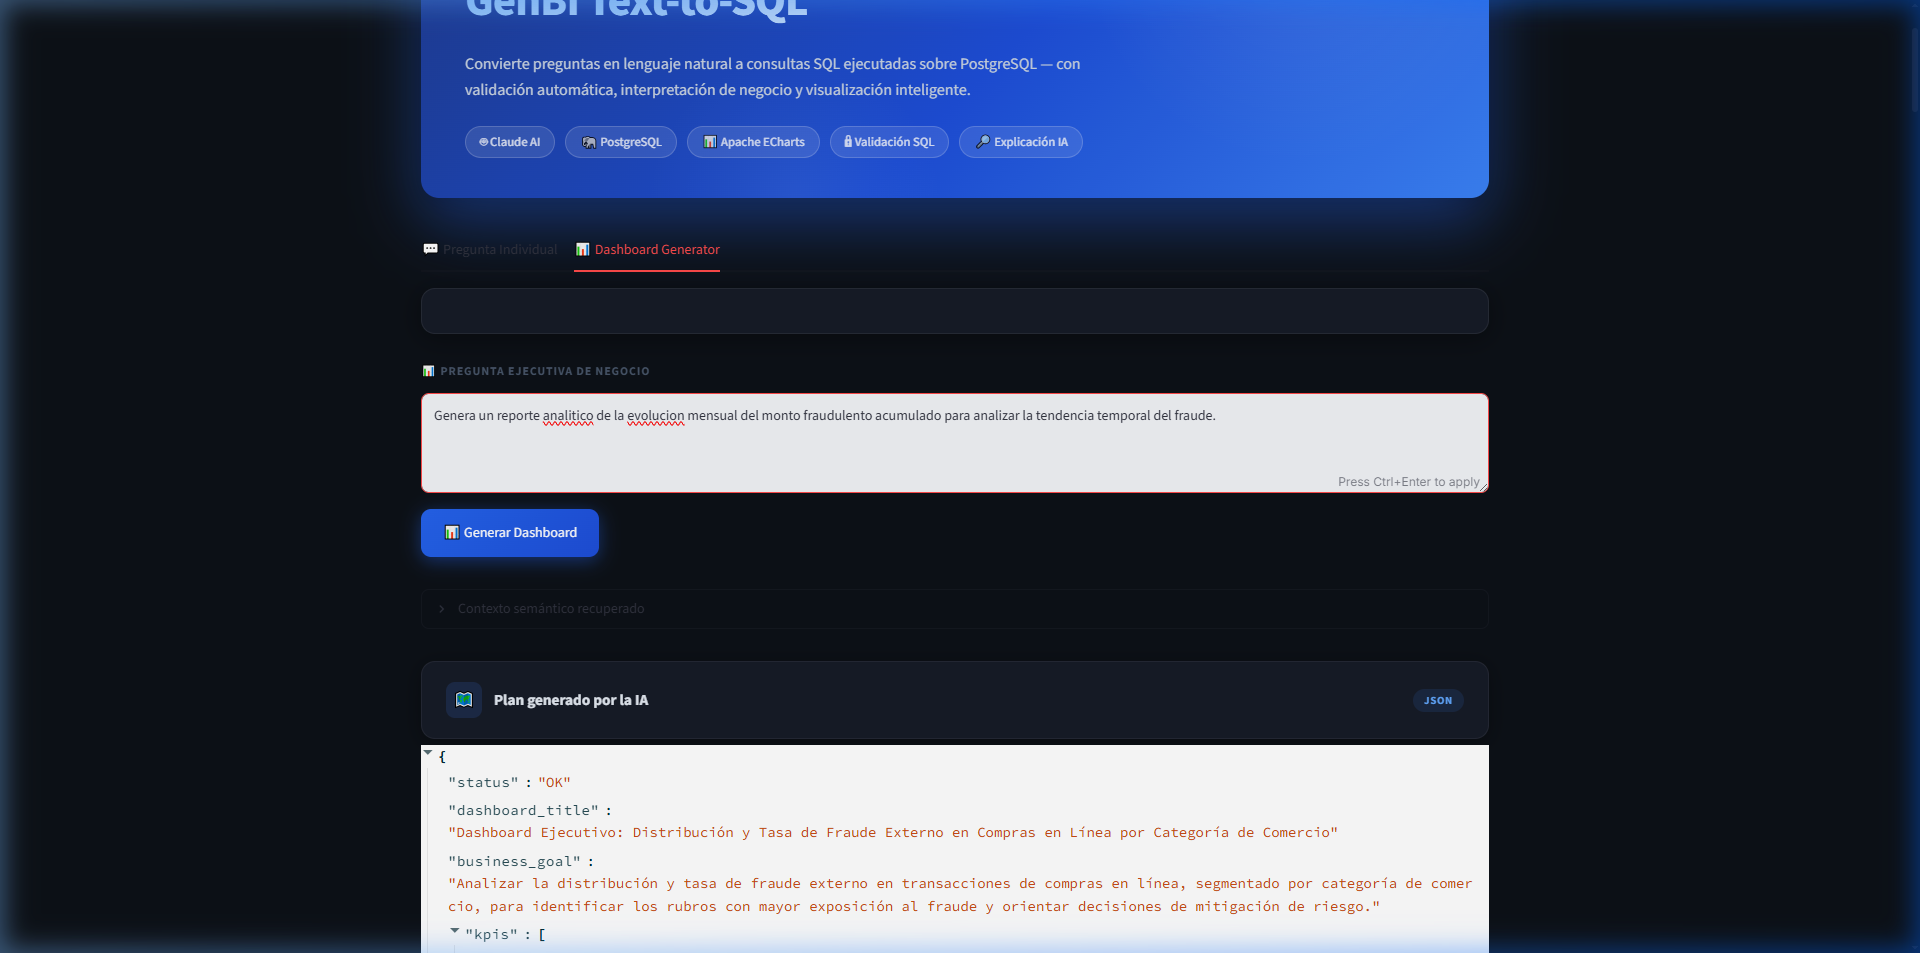 GenBI Text-to-SQL
Convierte preguntas en lenguaje natural a consultas SQL ejecutadas sobre PostgreSQL — con
validación automática, interpretación de negocio y visualización inteligente.
Claude AI
PostgreSQL
Apache ECharts
Validación SQL
Explicación IA
Pregunta Individual
Dashboard Generator
PREGUNTA EJECUTIVA DE NEGOCIO
Genera un reporte analitico de la evolucion mensual del monto fraudulento acumulado para analizar la tendencia temporal del fraude.
Press Ctrl+Enter to apply
Generar Dashboard
Contexto semántico recuperado
Plan generado por la IA
JSON
{
"status" : "OK"
"dashboard_title" :
"Dashboard Ejecutivo: Distribución y Tasa de Fraude Externo en Compras en Línea por Categoría de Comercio"
"business_goal" :
"Analizar la distribución y tasa de fraude externo en transacciones de compras en línea, segmentado por categoría de comer
cio, para identificar los rubros con mayor exposición al fraude y orientar decisiones de mitigación de riesgo."
"kpis" : [